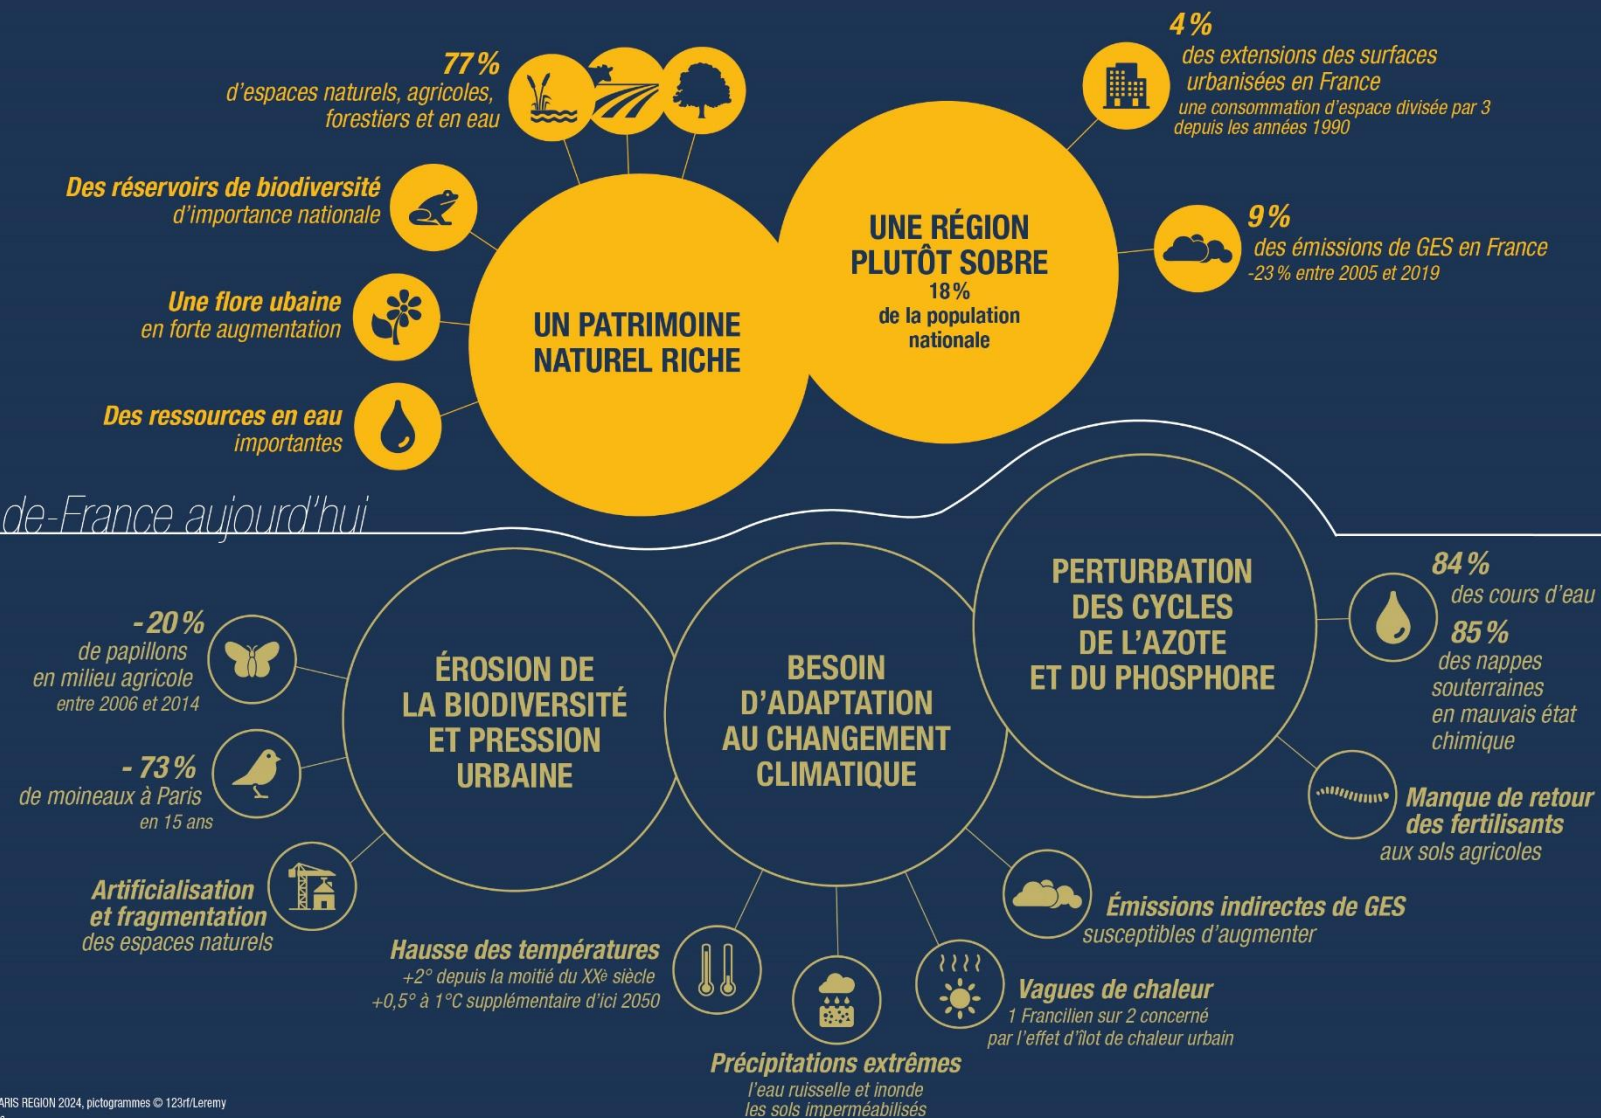 77 %
d'espaces naturels, agricoles,
forestiers et en eau
Des réservoirs de biodiversité
d'importance nationale
Une flore ubaine
en forte augmentation
Des ressources en eau
importantes
UN PATRIMOINE
NATUREL RICHE
UNE RÉGION
PLUTÔT SOBRE
18 %
de la population
nationale
4 %
des extensions des surfaces
urbanisées en France
une consommation d'espace divisée par 3
depuis les années 1990
9 %
des émissions de GES en France
-23 % entre 2005 et 2019
de-France aujourd'hui
- 20 %
de papillons
en milieu agricole
entre 2006 et 2014
- 73 %
de moineaux à Paris
en 15 ans
Artificialisation
et fragmentation
des espaces naturels
ÉROSION DE
LA BIODIVERSITÉ
ET PRESSION
URBAINE
BESOIN
D'ADAPTATION
AU CHANGEMENT
CLIMATIQUE
PERTURBATION
DES CYCLES
DE L'AZOTE
ET DU PHOSPHORE
84 %
des cours d'eau
85 %
des nappes
souterraines
en mauvais état
chimique
Manque de retour
des fertilisants
aux sols agricoles
Émissions indirectes de GES
susceptibles d'augmenter
Vagues de chaleur
1 Francilien sur 2 concerné
par l'effet d'îlot de chaleur urbain
Hausse des températures
+2° depuis la moitié du XXè siècle
+0,5° à 1°C supplémentaire d'ici 2050
Précipitations extrêmes
l'eau ruisselle et inonde
les sols imperméabilisés
ARIS REGION 2024, pictogrammes © 123rf/Leremy